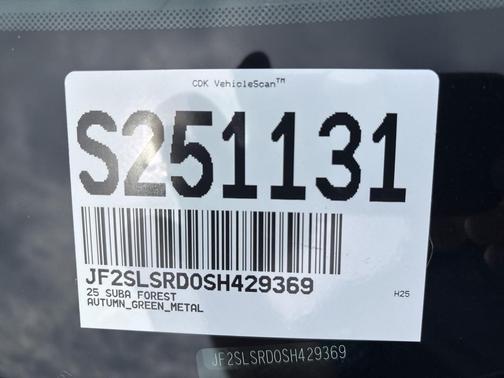 CDK VehicleScan™
S251131
JF2SLSRD0SH429369
25 SUBA FOREST
H25
AUTUMN_GREEN_METAL
JF2SLSRD0SH429369